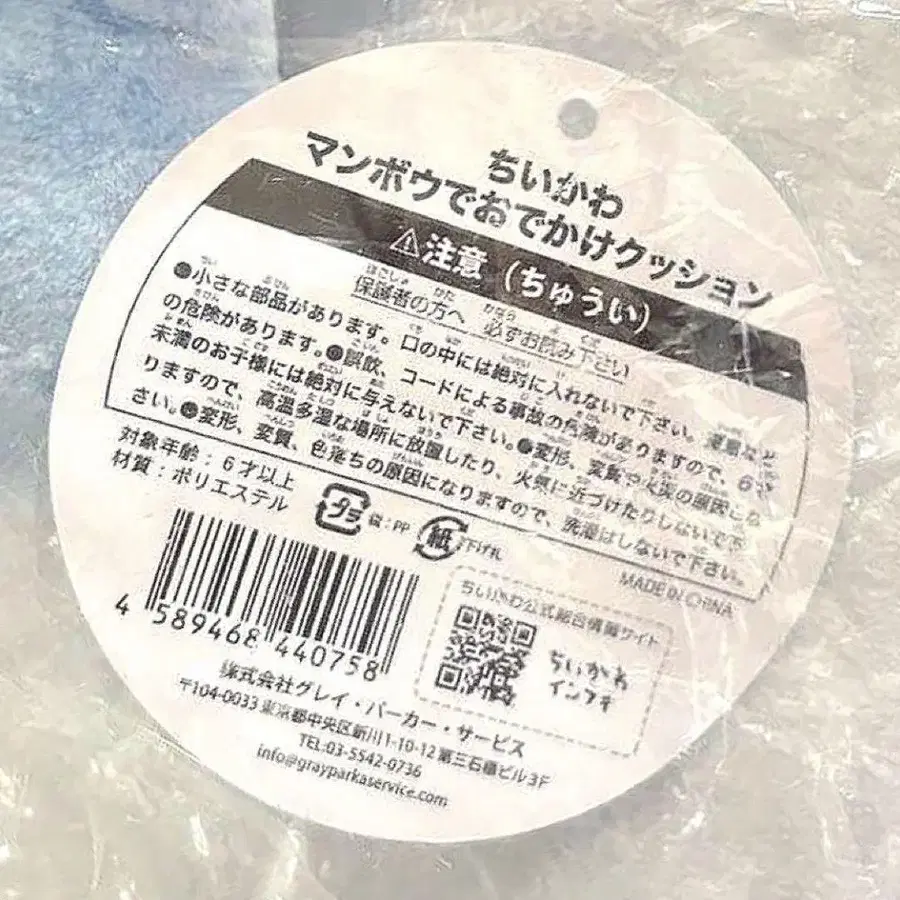 ちいかわ
マンボウでおでかけクッション
⚠注意（ちゅうい）
保護者の方へ 必ずお読み下さい
●小さな部品があります。口の中には絶対に入れないで下さい。窒息など
の危険があります。●誤飲、コードによる事故の危険がありますので、6才
未満のお子様には絶対に与えないで下さい。●変形、変質や火災の原因にな
りますので、高温多湿な場所に放置したり、火気に近づけたりしないで下
さい。●変形、変質、色落ちの原因になりますので、洗濯はしないで下さい。
対象年齢：6才以上
材質：ポリエステル
プラ 袋：PP 紙 下げ札
MADE IN CHINA
4 589468 440758
ちいかわ公式総合情報サイト
ちいかわ
インフォ
株式会社グレイ・パーカー・サービス
〒104-0033 東京都中央区新川1-10-12 第三石橋ビル3F
TEL:03-5542-0736
info@grayparkaservice.com